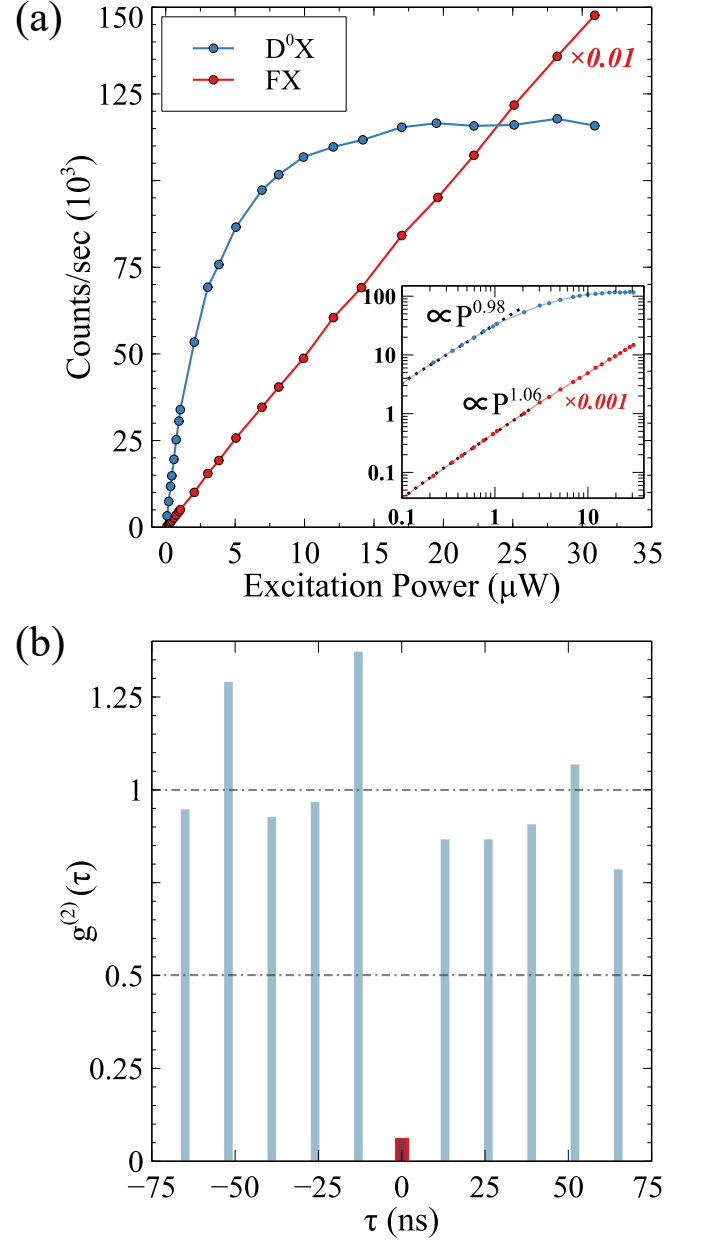 (a)
150
125
75
50
25
0
Counts/sec (10³)
D⁰X
FX
×0.01
∝P^0.98
∝P^1.06
×0.001
100
10
1
0.1
0.1 1 10
0 5 10 15 20 25 30 35
Excitation Power (μW)
(b)
1.25
1
0.5
0.25
0
g⁽²⁾(τ)
−75 −50 −25 0 25 50 75
τ (ns)